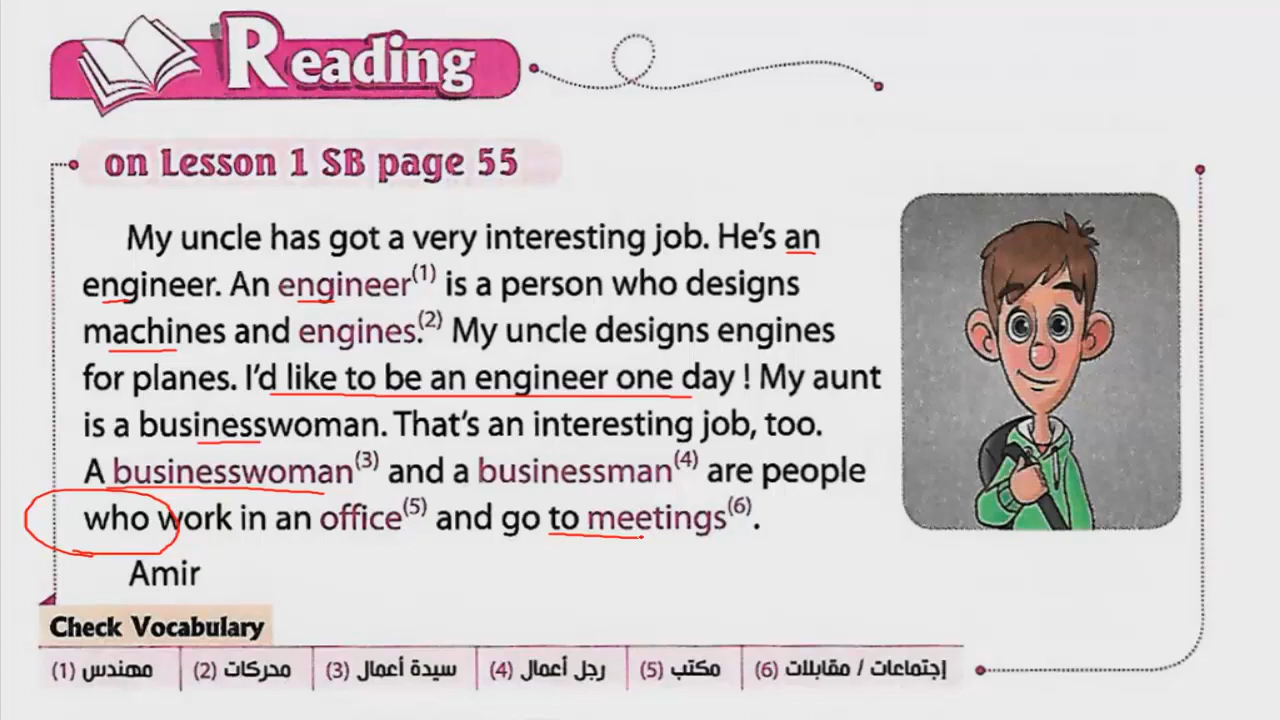 Reading
on Lesson 1 SB page 55
My uncle has got a very interesting job. He's an
engineer. An engineer(1) is a person who designs
machines and engines.(2) My uncle designs engines
for planes. I'd like to be an engineer one day ! My aunt
is a businesswoman. That's an interesting job, too.
A businesswoman(3) and a businessman(4) are people
who work in an office(5) and go to meetings(6).
Amir
Check Vocabulary
(1) مهندس
(2) محركات
(3) سيدة أعمال
(4) رجل أعمال
(5) مكتب
(6) إجتماعات / مقابلات